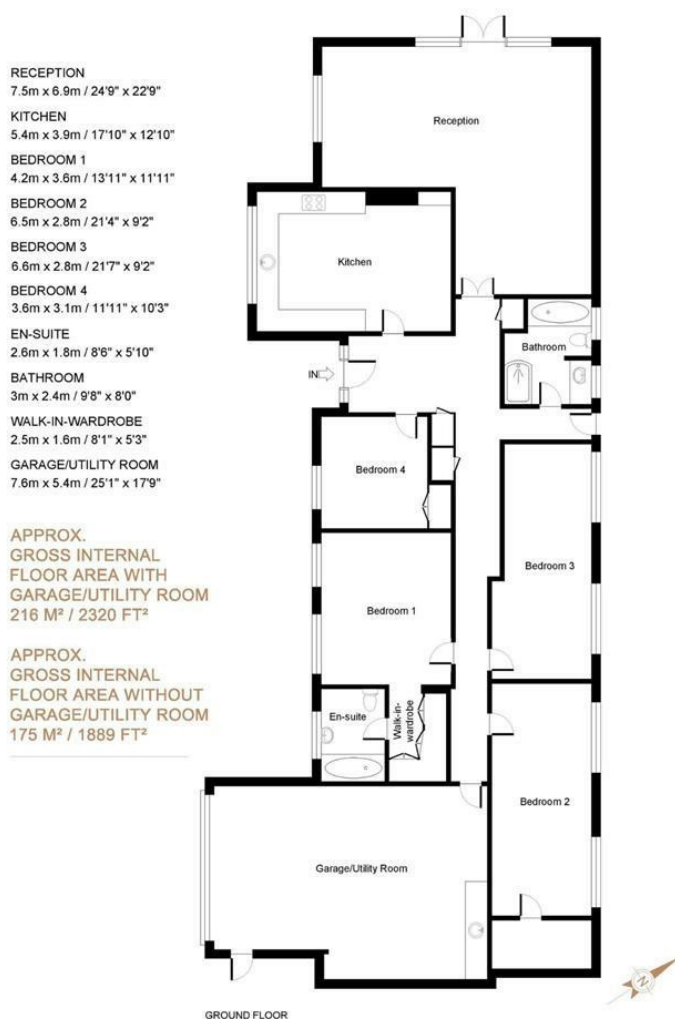 RECEPTION
7.5m x 6.9m / 24'9" x 22'9"
KITCHEN
5.4m x 3.9m / 17'10" x 12'10"
BEDROOM 1
4.2m x 3.6m / 13'11" x 11'11"
BEDROOM 2
6.5m x 2.8m / 21'4" x 9'2"
BEDROOM 3
6.6m x 2.8m / 21'7" x 9'2"
BEDROOM 4
3.6m x 3.1m / 11'11" x 10'3"
EN-SUITE
2.6m x 1.8m / 8'6" x 5'10"
BATHROOM
3m x 2.4m / 9'8" x 8'0"
WALK-IN-WARDROBE
2.5m x 1.6m / 8'1" x 5'3"
GARAGE/UTILITY ROOM
7.6m x 5.4m / 25'1" x 17'9"
APPROX.
GROSS INTERNAL
FLOOR AREA WITH
GARAGE/UTILITY ROOM
216 M² / 2320 FT²
APPROX.
GROSS INTERNAL
FLOOR AREA WITHOUT
GARAGE/UTILITY ROOM
175 M² / 1889 FT²
Reception
Kitchen
Bathroom
IN
Bedroom 4
Bedroom 3
Bedroom 1
En-suite
Walk-in-
wardrobe
Bedroom 2
Garage/Utility Room
N
GROUND FLOOR